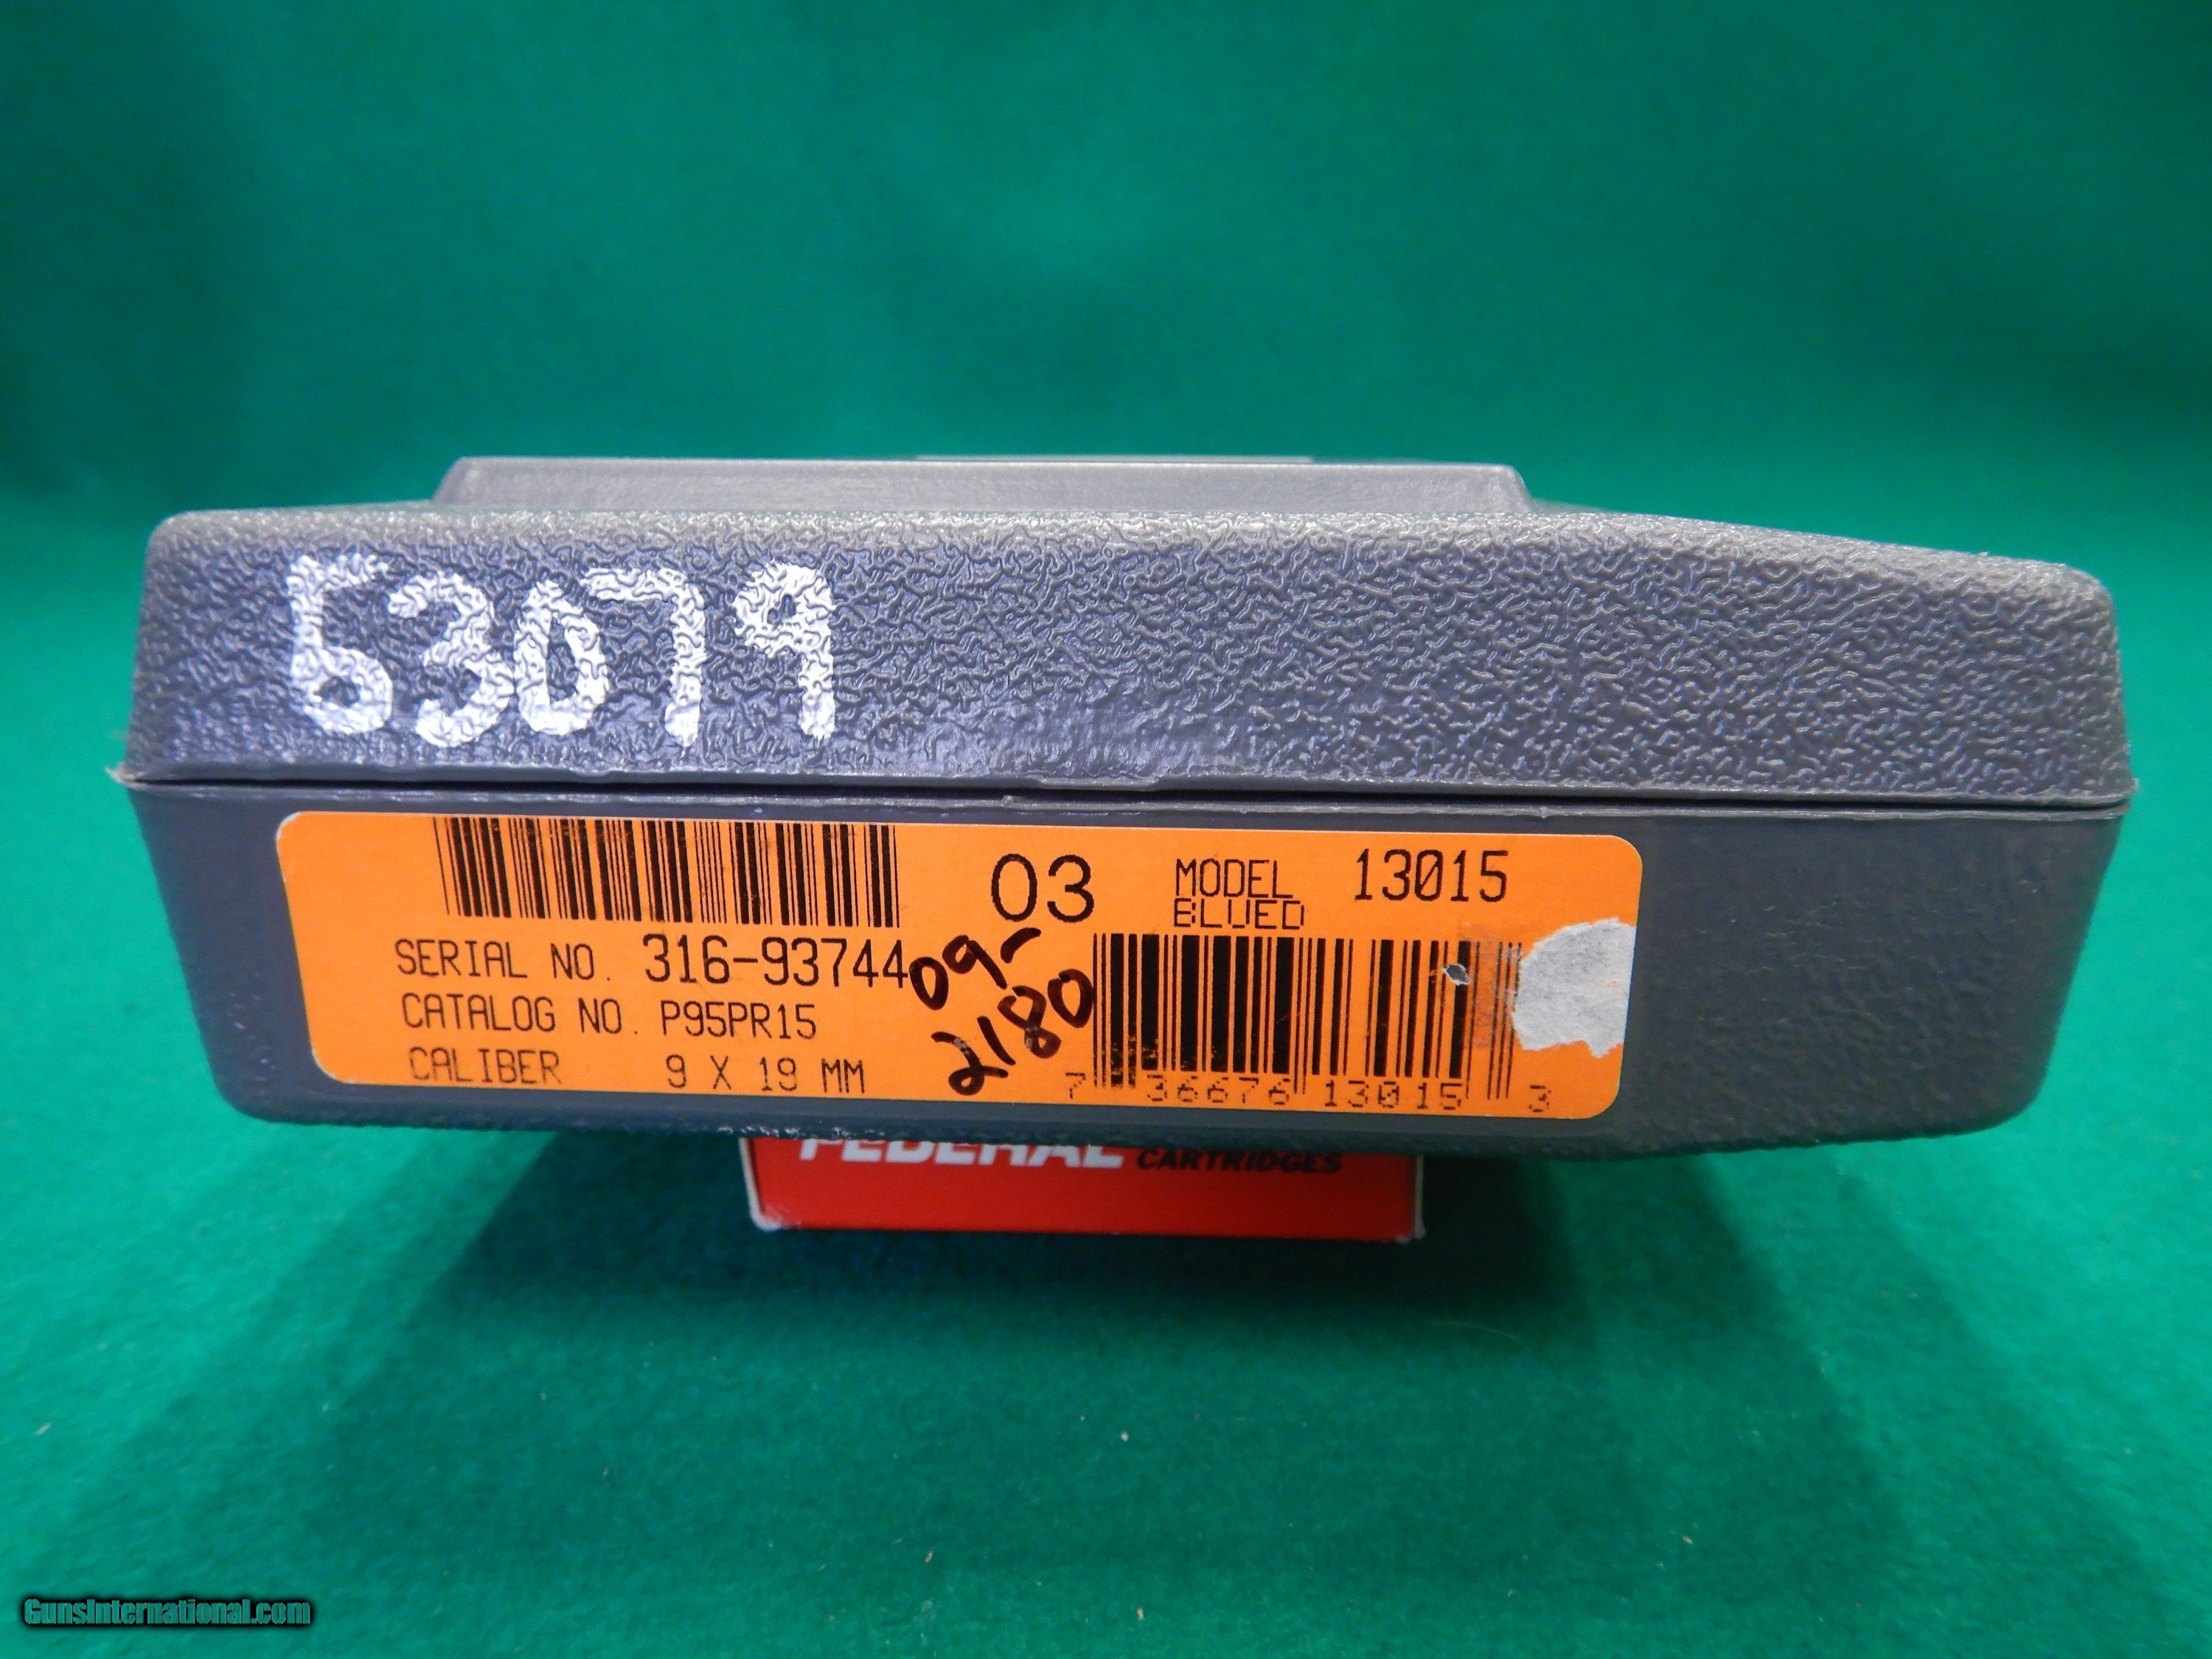 63079
03
MODEL 13015
BLUED
SERIAL NO. 316-93744
09-
2180
CATALOG NO. P95PR15
CALIBER 9 X 19 MM
7 36676 13015 3
FEDERAL CARTRIDGES
GunsInternational.com